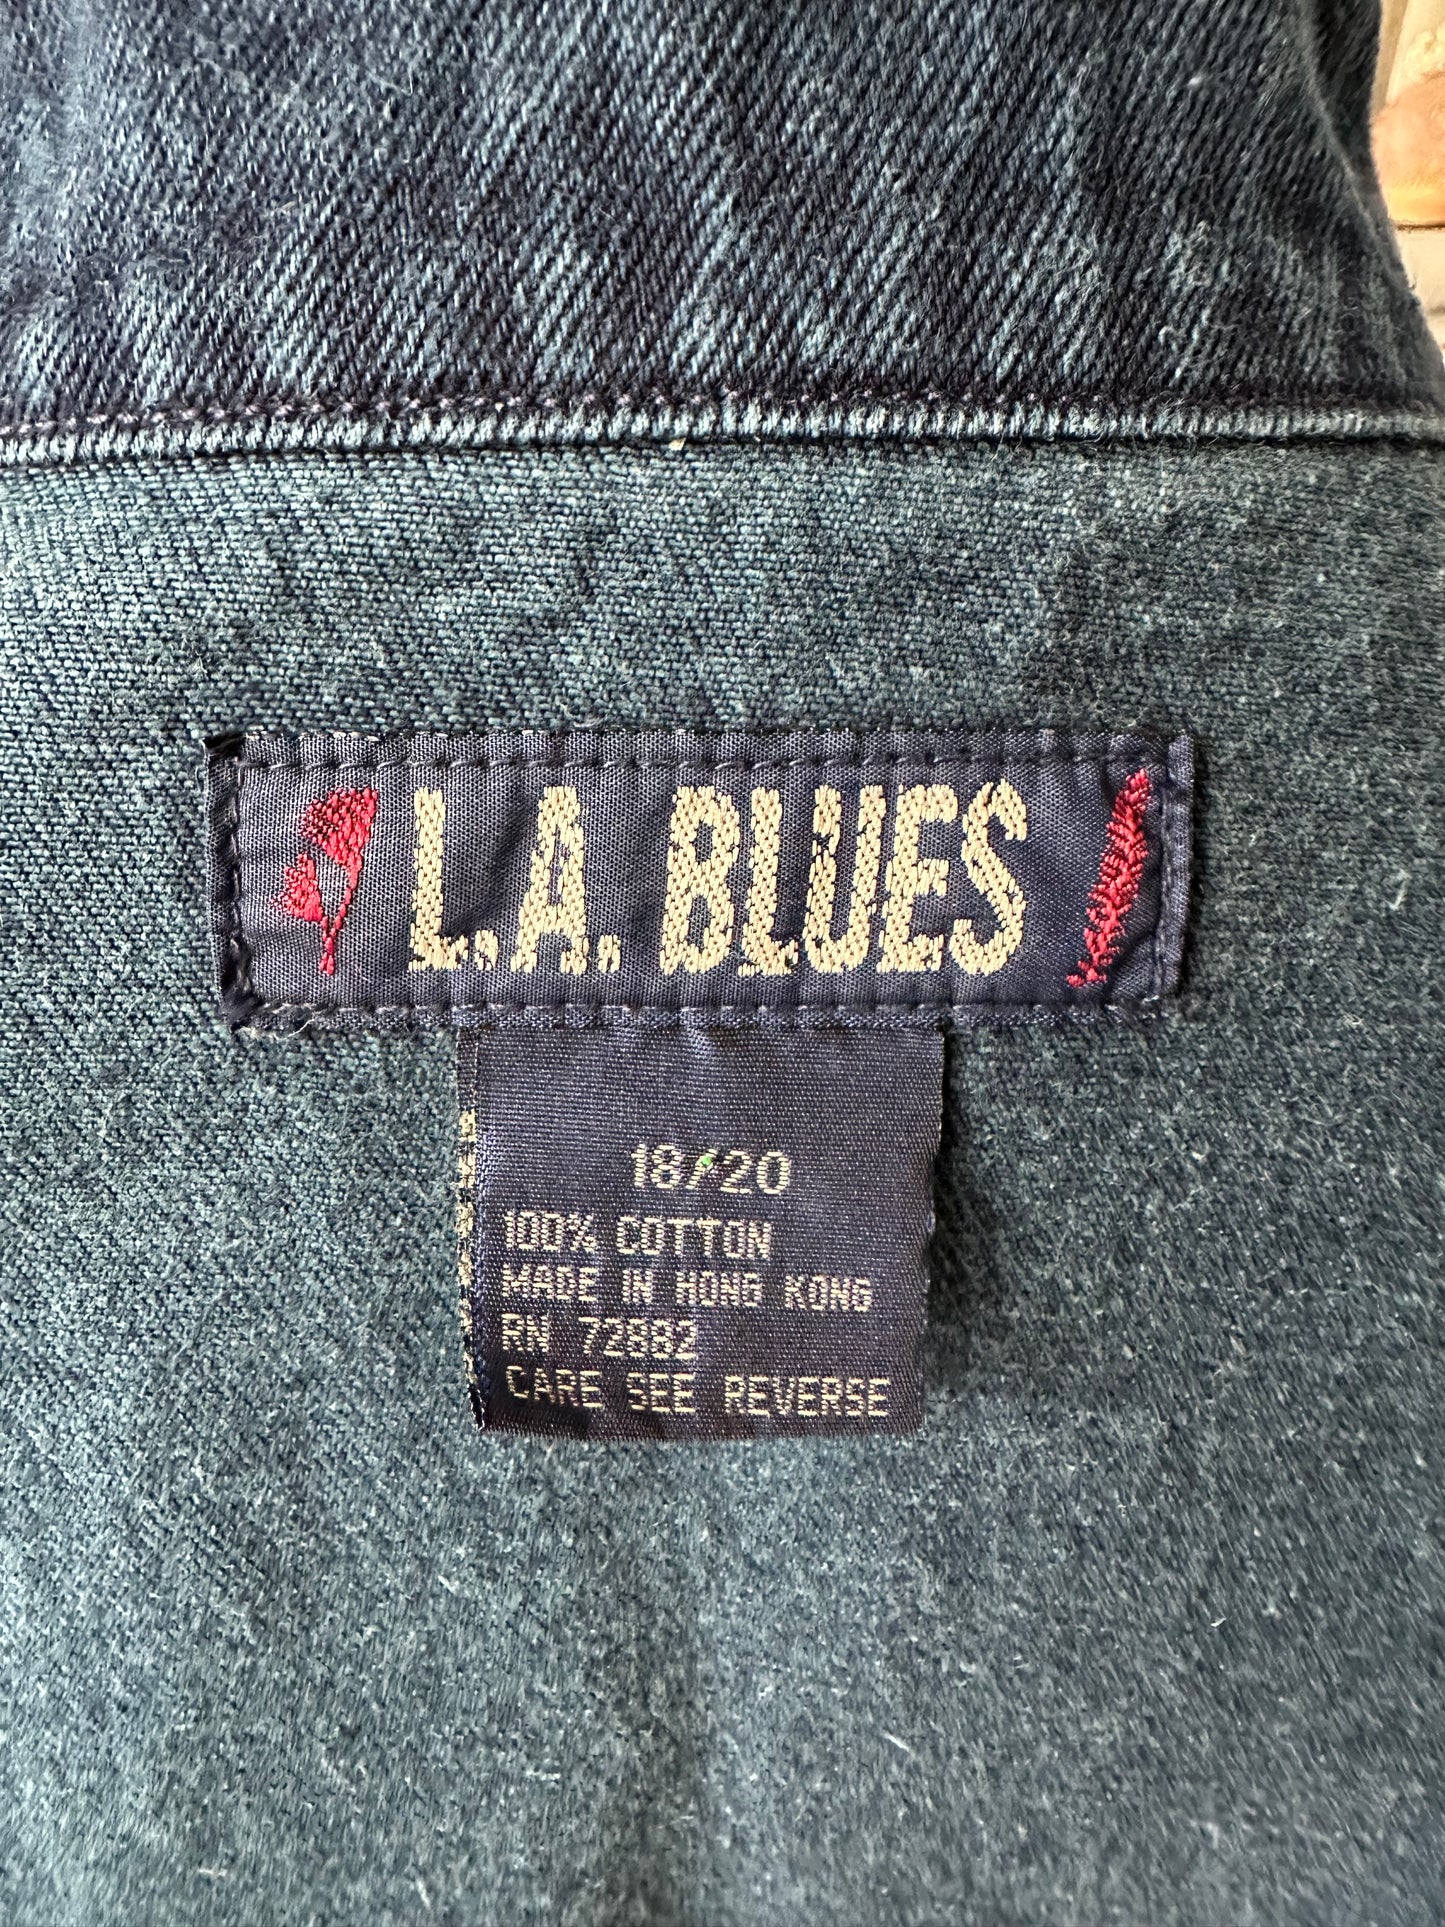 L.A. BLUES
18/20
100% COTTON
MADE IN HONG KONG
RN 72882
CARE SEE REVERSE